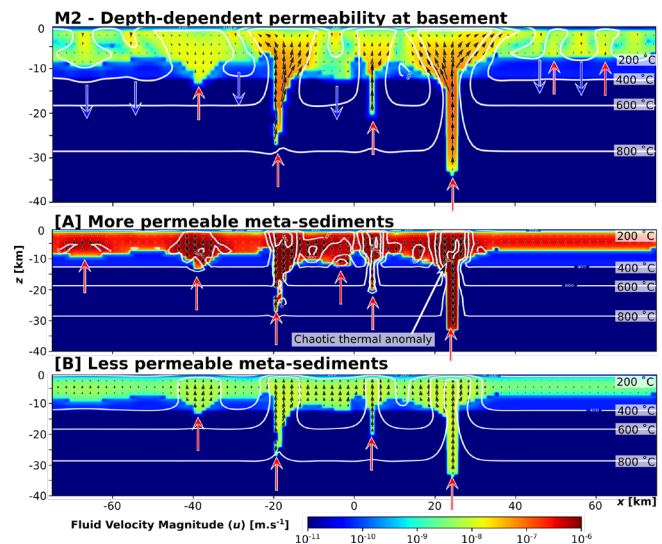 M2 - Depth-dependent permeability at basement
0
-10
-20
-30
-40
200 °C
400 °C
600 °C
800 °C
[A] More permeable meta-sediments
0
-10
-20
-30
-40
z [km]
200 °C
400 °C
600 °C
800 °C
Chaotic thermal anomaly
[B] Less permeable meta-sediments
0
-10
-20
-30
-40
200 °C
400 °C
600 °C
800 °C
-60 -40 -20 0 20 40 x [km]
Fluid Velocity Magnitude (u) [m.s⁻¹]
10⁻¹¹ 10⁻¹⁰ 10⁻⁹ 10⁻⁸ 10⁻⁷ 10⁻⁶